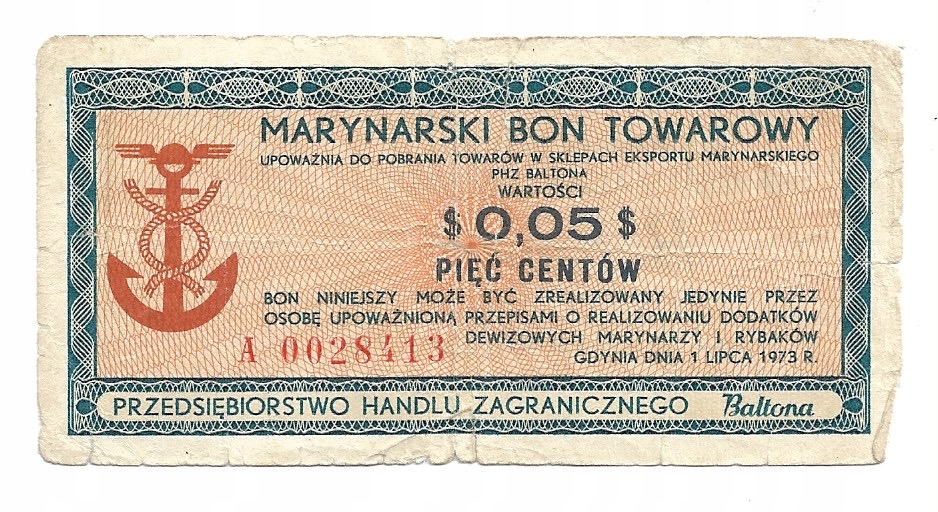 MARYNARSKI BON TOWAROWY
UPOWAŻNIA DO POBRANIA TOWARÓW W SKLEPACH EKSPORTU MARYNARSKIEGO
PHZ BALTONA
WARTOŚCI
$ 0,05 $
PIĘĆ CENTÓW
BON NINIEJSZY MOŻE BYĆ ZREALIZOWANY JEDYNIE PRZEZ
OSOBĘ UPOWAŻNIONĄ PRZEPISAMI O REALIZOWANIU DODATKÓW
DEWIZOWYCH MARYNARZY I RYBAKÓW
GDYNIA DNIA 1 LIPCA 1973 R.
A 0028413
PRZEDSIĘBIORSTWO HANDLU ZAGRANICZNEGO Baltona